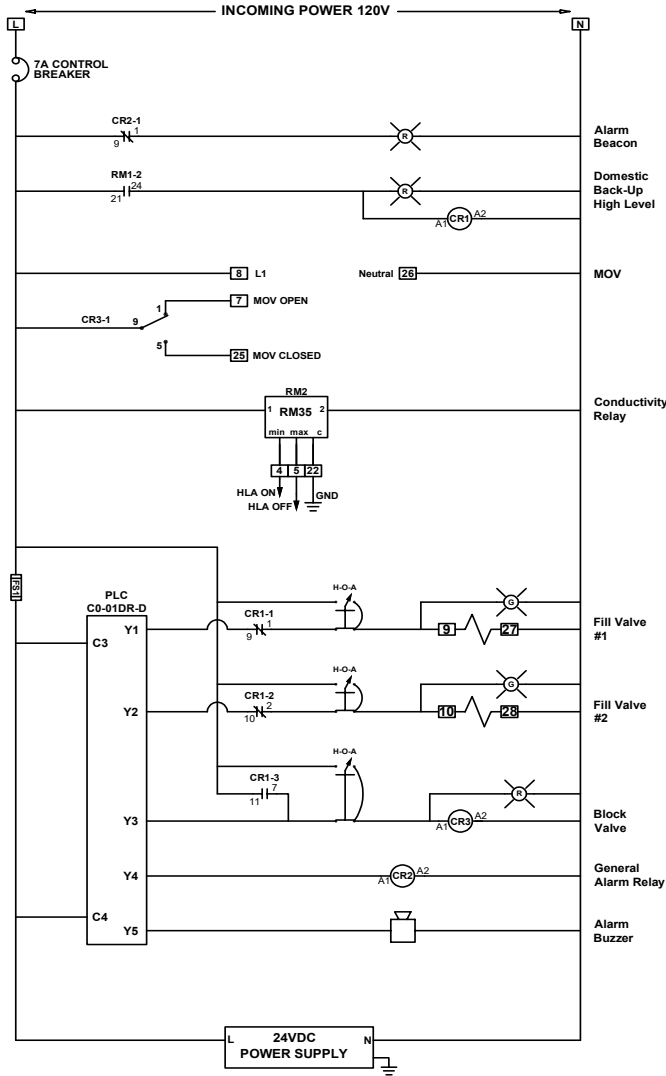 INCOMING POWER 120V
L
N
7A CONTROL
BREAKER
CR2-1
9
1
R
Alarm
Beacon
RM1-2
21
24
R
A1
CR1
A2
Domestic
Back-Up
High Level
8
L1
Neutral
26
MOV
CR3-1
9
1
7
MOV OPEN
5
25
MOV CLOSED
RM2
1
RM35
2
min
max
c
4
5
22
HLA ON
HLA OFF
GND
Conductivity
Relay
FS1
PLC
C0-01DR-D
C3
Y1
CR1-1
9
1
H-O-A
G
9
27
Fill Valve
#1
Y2
CR1-2
10
2
H-O-A
G
10
28
Fill Valve
#2
H-O-A
CR1-3
11
7
Y3
R
A1
CR3
A2
Block
Valve
Y4
A1
CR2
A2
General
Alarm Relay
C4
Y5
Alarm
Buzzer
L
24VDC
POWER SUPPLY
N